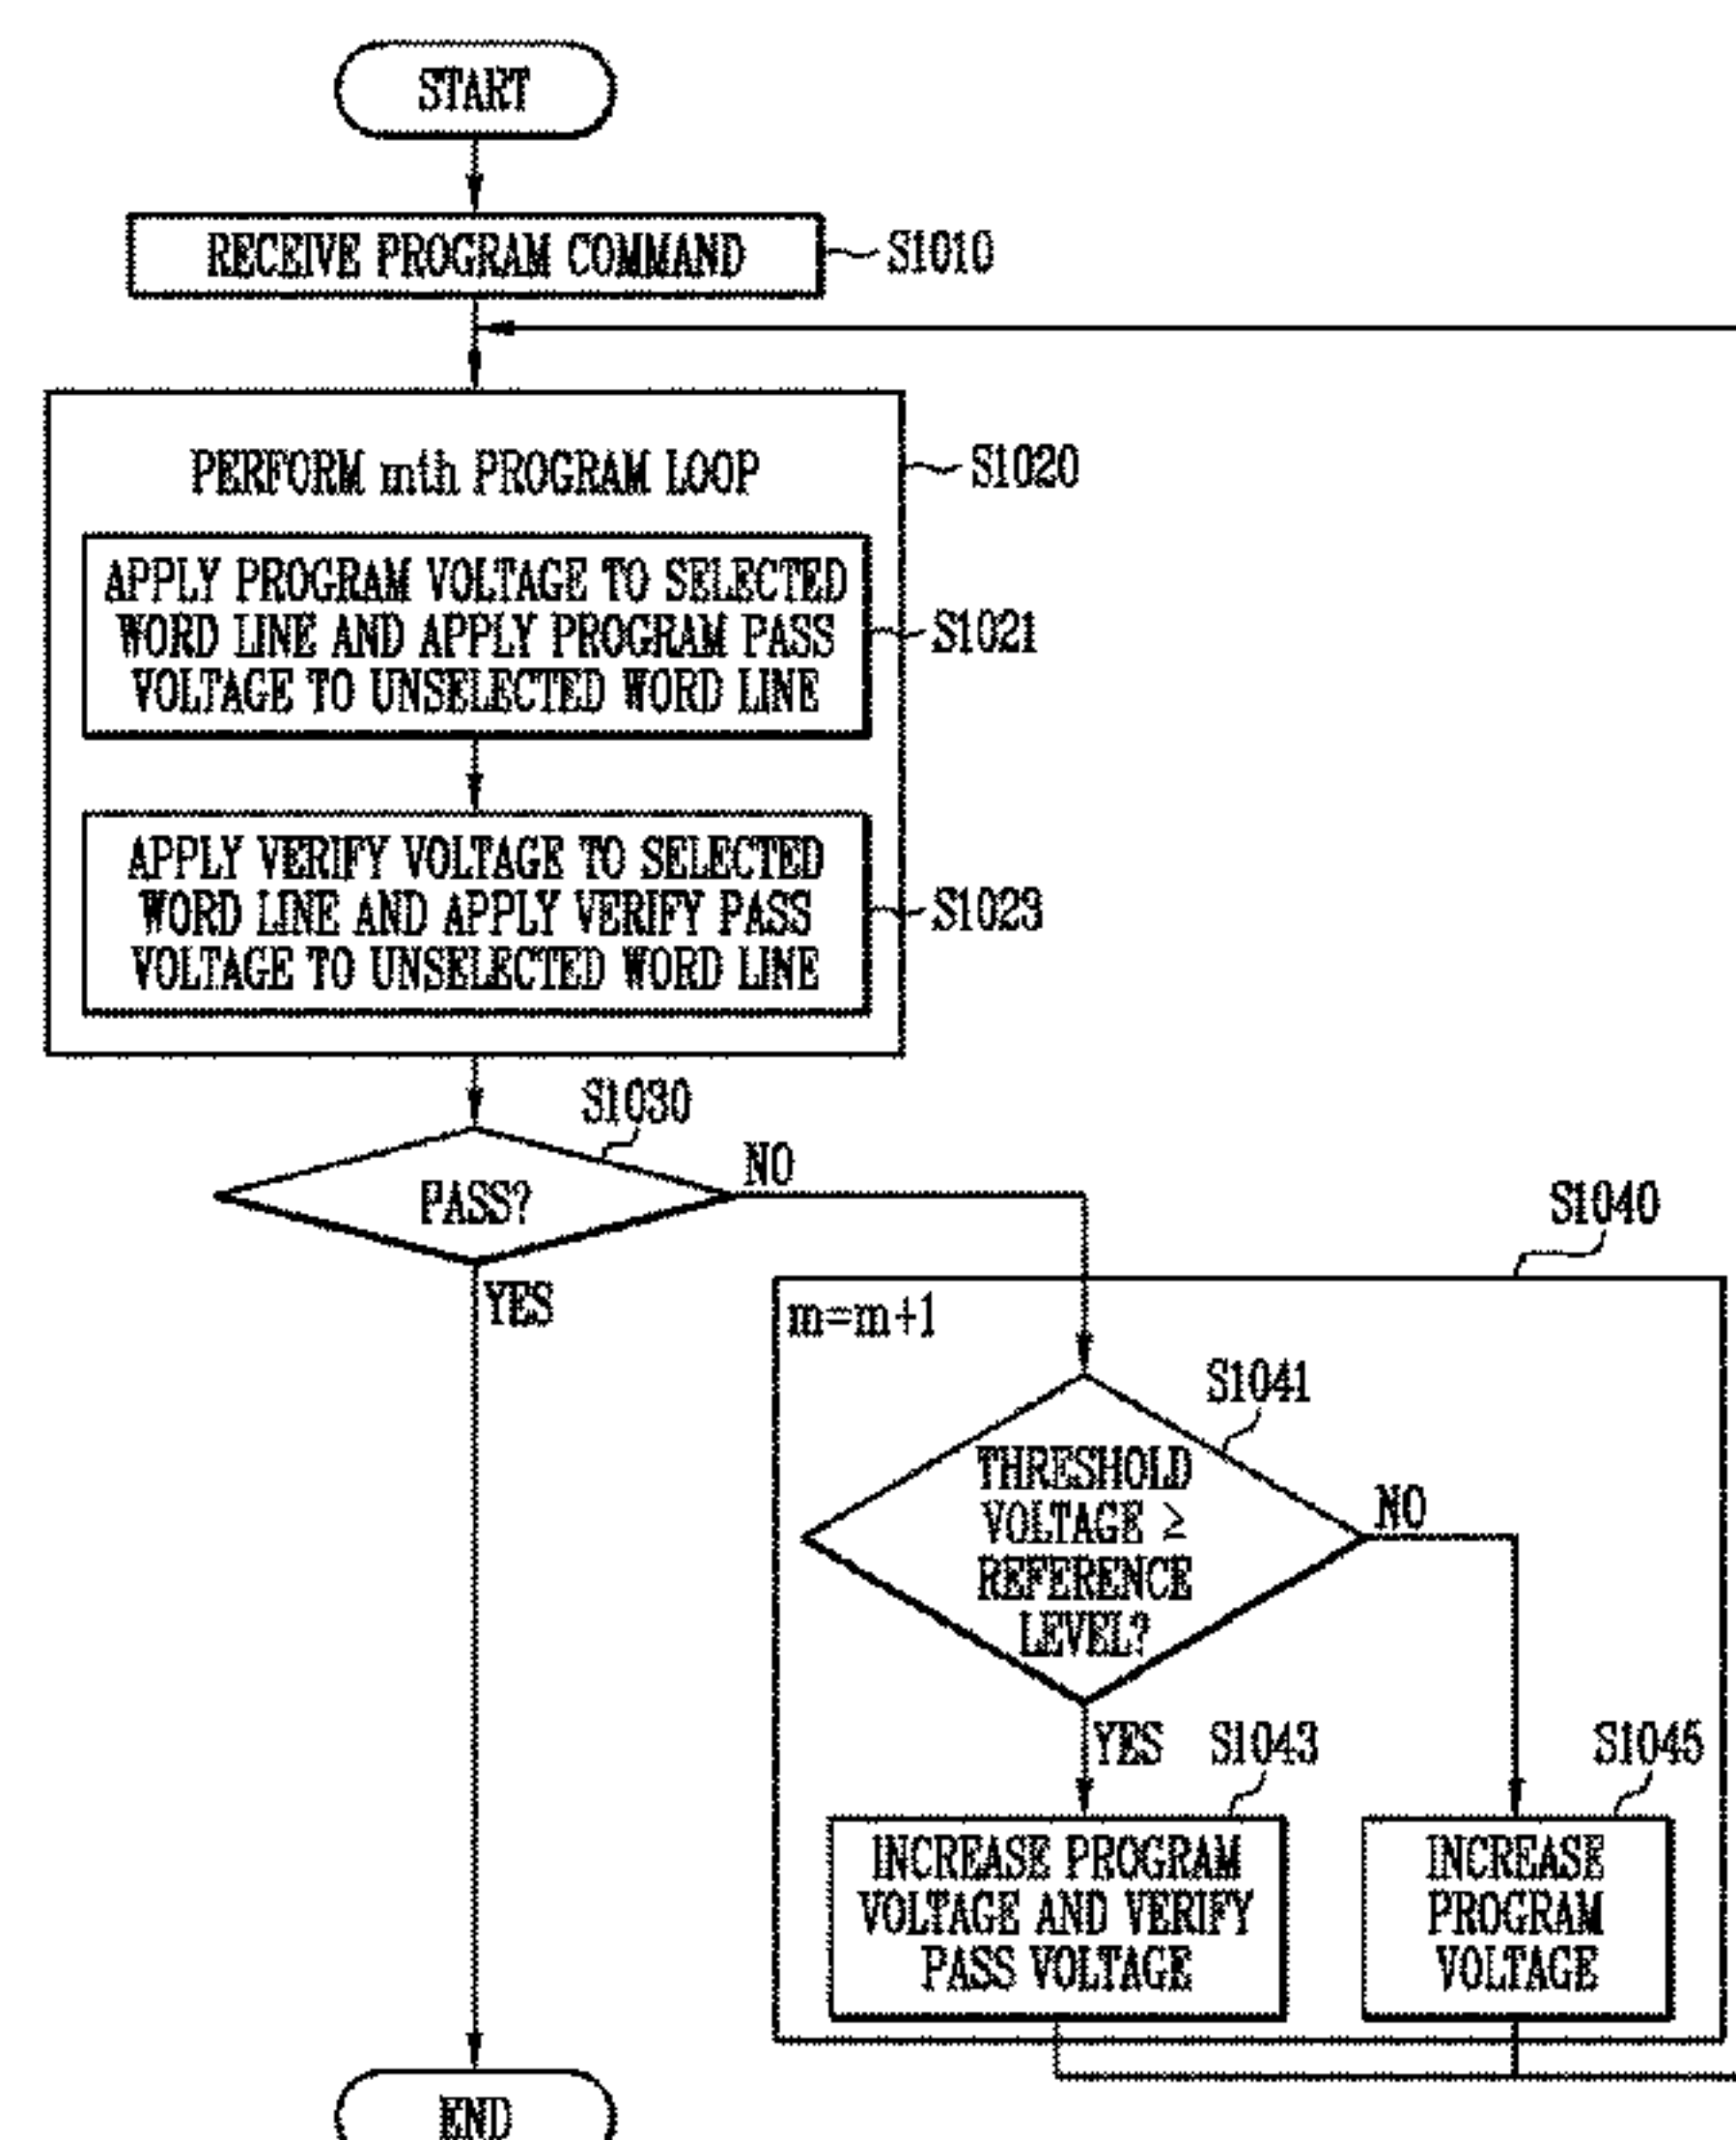 START
RECEIVE PROGRAM COMMAND
S1010
PERFORM mth PROGRAM LOOP
S1020
APPLY PROGRAM VOLTAGE TO SELECTED
WORD LINE AND APPLY PROGRAM PASS
VOLTAGE TO UNSELECTED WORD LINE
S1021
APPLY VERIFY VOLTAGE TO SELECTED
WORD LINE AND APPLY VERIFY PASS
VOLTAGE TO UNSELECTED WORD LINE
S1023
S1030
PASS?
NO
YES
S1040
m=m+1
S1041
THRESHOLD
VOLTAGE ≥
REFERENCE
LEVEL?
NO
YES
S1043
INCREASE PROGRAM
VOLTAGE AND VERIFY
PASS VOLTAGE
S1045
INCREASE
PROGRAM
VOLTAGE
END